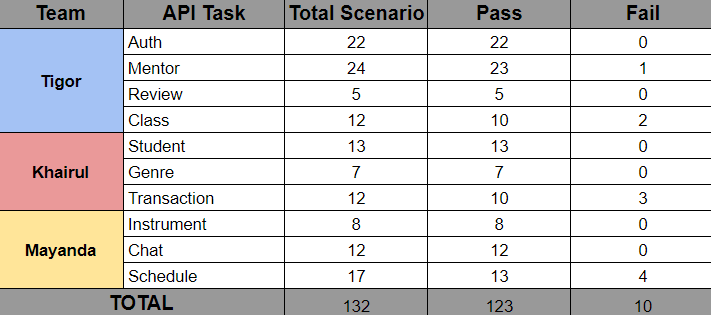 Team API Task Total Scenario Pass Fail
Tigor Auth 22 22 0
Mentor 24 23 1
Review 5 5 0
Class 12 10 2
Khairul Student 13 13 0
Genre 7 7 0
Transaction 12 10 3
Mayanda Instrument 8 8 0
Chat 12 12 0
Schedule 17 13 4
TOTAL 132 123 10